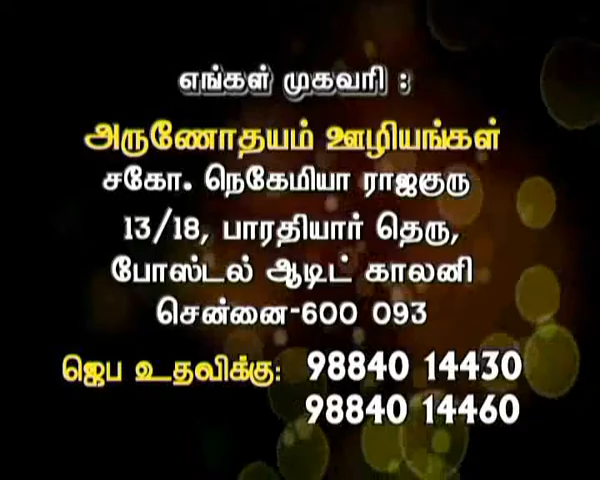 எங்கள் முகவரி :
அருணோதயம் ஊழியங்கள்
சகோ. நெகேமியா ராஜகுரு
13/18, பாரதியார் தெரு,
போஸ்டல் ஆடிட் காலனி
சென்னை-600 093
ஜெப உதவிக்கு: 98840 14430
98840 14460